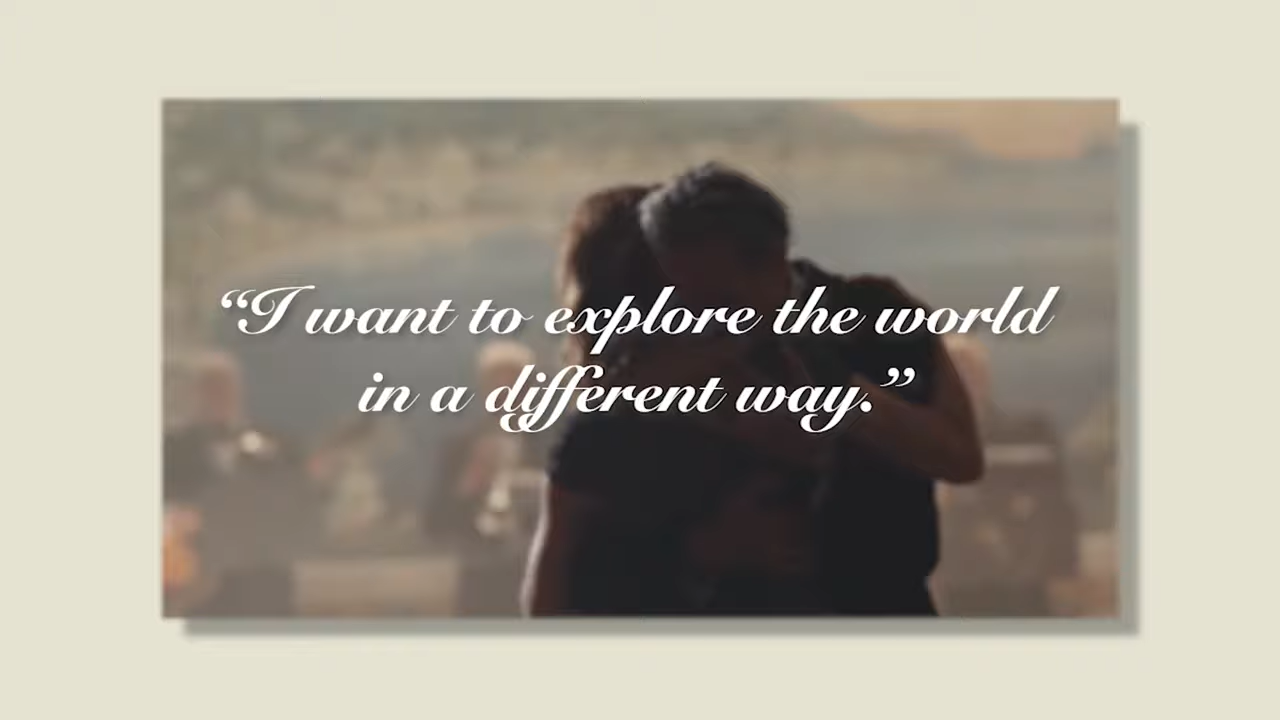 “I want to explore the world
in a different way.”